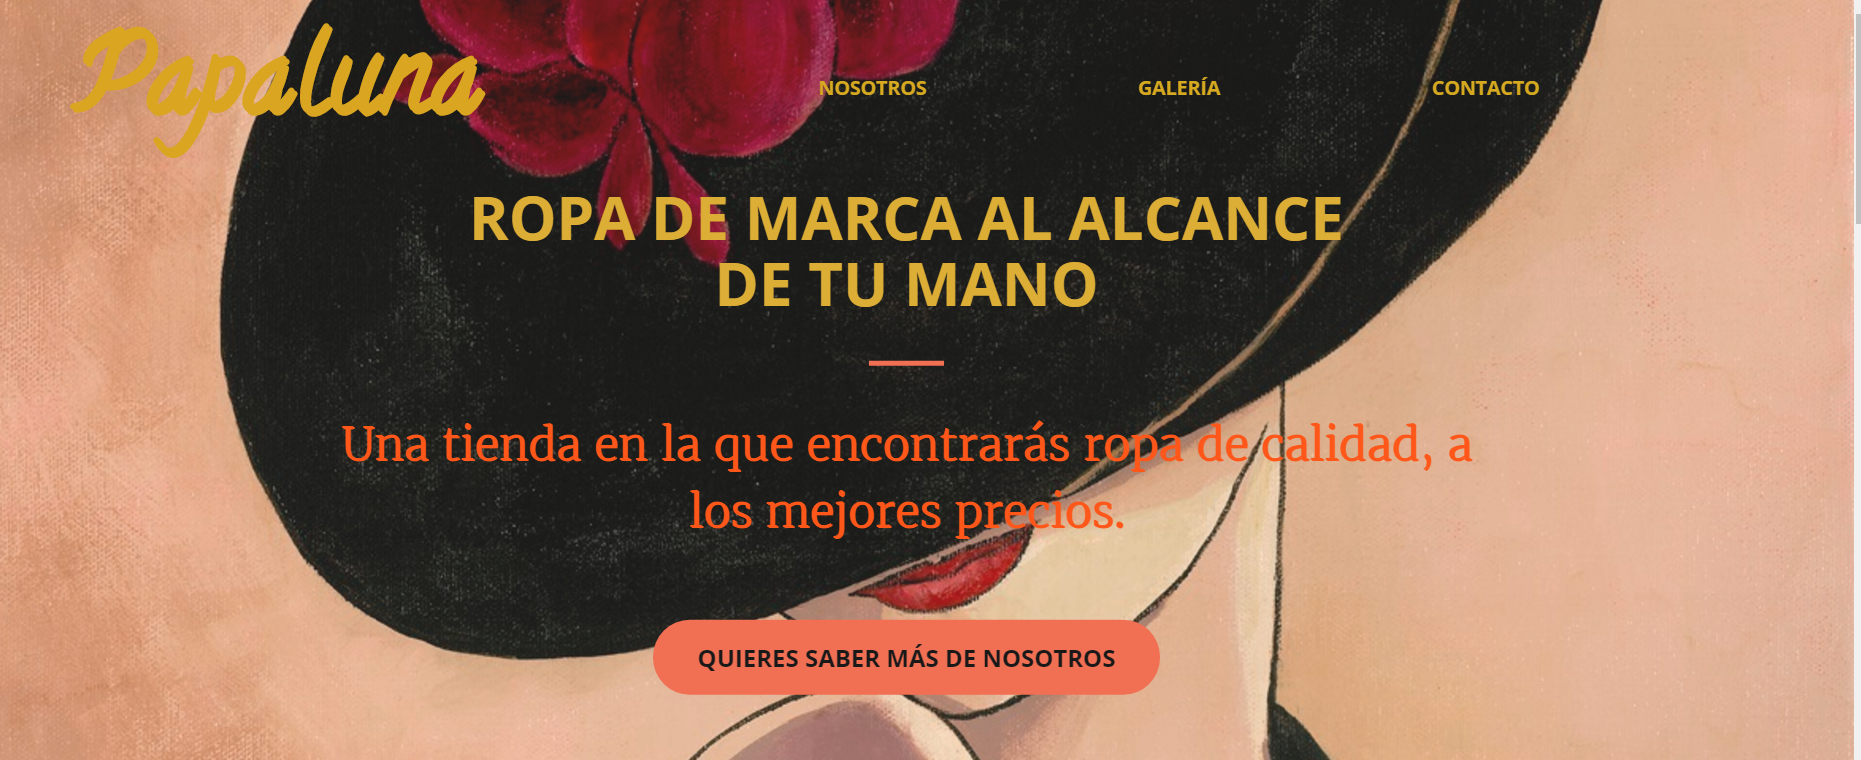 Papaluna
NOSOTROS
GALERÍA
CONTACTO
ROPA DE MARCA AL ALCANCE
DE TU MANO
Una tienda en la que encontrarás ropa de calidad, a
los mejores precios.
QUIERES SABER MÁS DE NOSOTROS